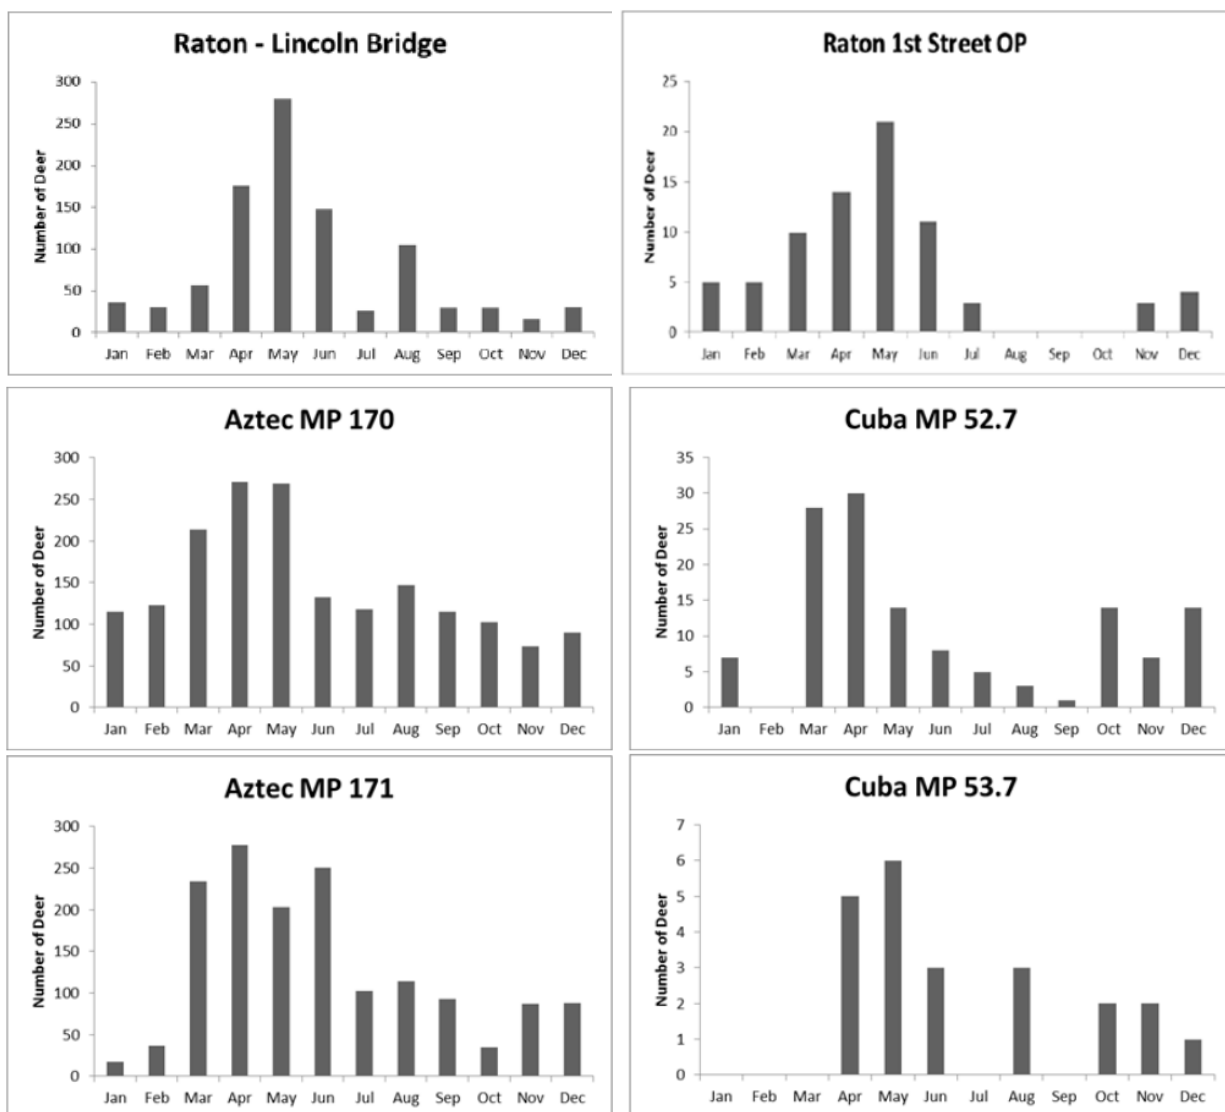 Raton - Lincoln Bridge
Number of Deer
300
250
200
150
100
50
0
Jan Feb Mar Apr May Jun Jul Aug Sep Oct Nov Dec
Raton 1st Street OP
Number of Deer
25
20
15
10
5
0
Jan Feb Mar Apr May Jun Jul Aug Sep Oct Nov Dec
Aztec MP 170
Number of Deer
300
250
200
150
100
50
0
Jan Feb Mar Apr May Jun Jul Aug Sep Oct Nov Dec
Cuba MP 52.7
Number of Deer
35
30
25
20
15
10
5
0
Jan Feb Mar Apr May Jun Jul Aug Sep Oct Nov Dec
Aztec MP 171
Number of Deer
300
250
200
150
100
50
0
Jan Feb Mar Apr May Jun Jul Aug Sep Oct Nov Dec
Cuba MP 53.7
Number of Deer
7
6
5
4
3
2
1
0
Jan Feb Mar Apr May Jun Jul Aug Sep Oct Nov Dec